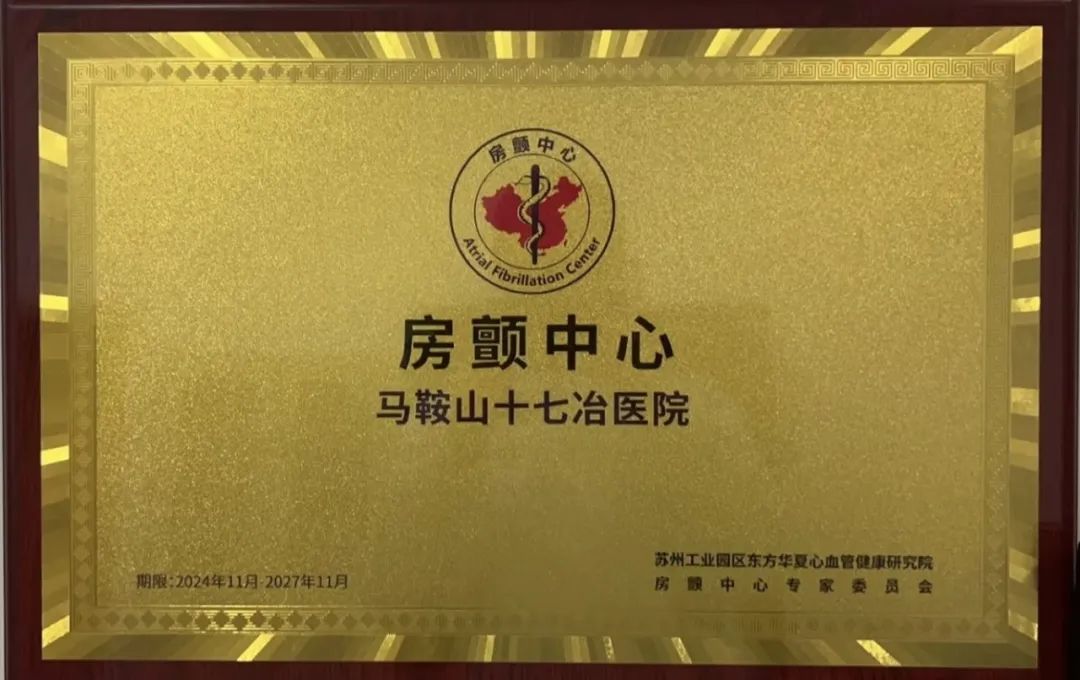 房颤中心
Atrial Fibrillation Center
房颤中心
马鞍山十七冶医院
期限:2024年11月-2027年11月
苏州工业园区东方华夏心血管健康研究院
房颤中心专家委员会